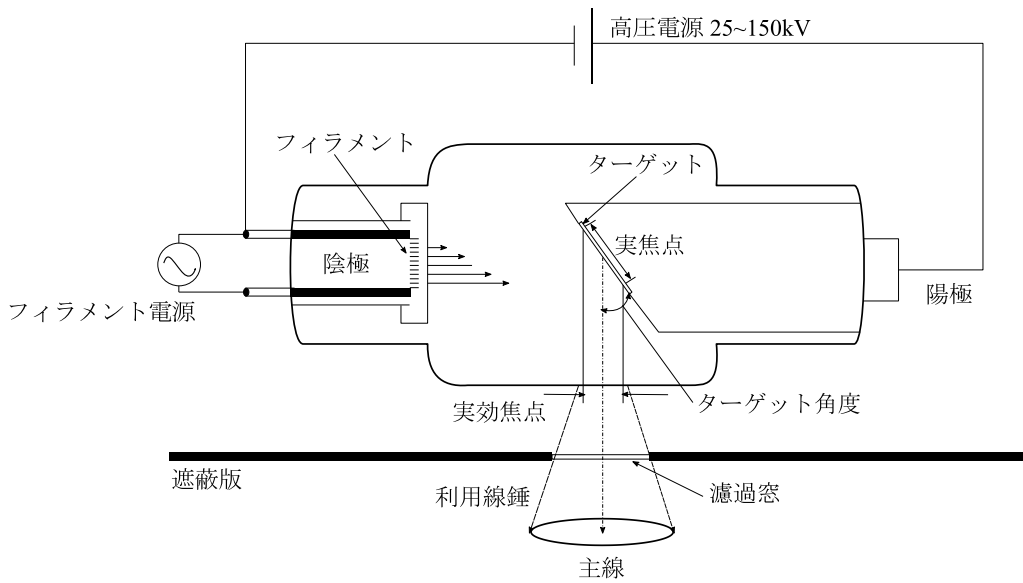 高圧電源 25~150kV
フィラメント
ターゲット
実焦点
陰極
陽極
フィラメント電源
実効焦点
ターゲット角度
遮蔽版
利用線錘
濾過窓
主線